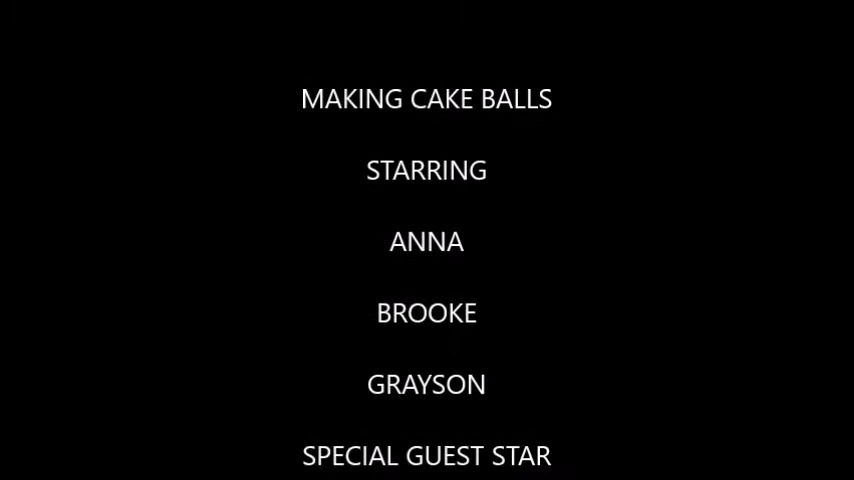 MAKING CAKE BALLS
STARRING
ANNA
BROOKE
GRAYSON
SPECIAL GUEST STAR